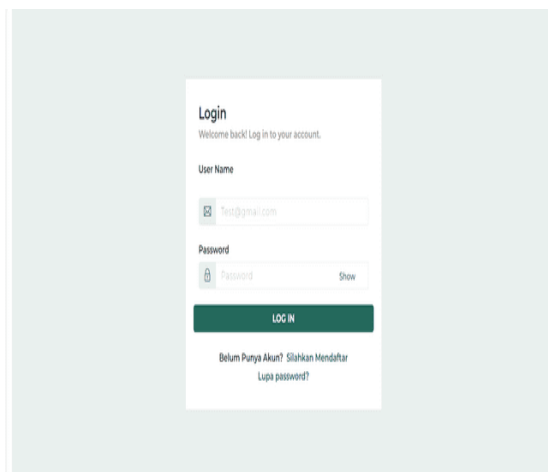 Login
Welcome back! Log in to your account.
User Name
Test@gmail.com
Password
Password Show
LOG IN
Belum Punya Akun? Silahkan Mendaftar
Lupa password?